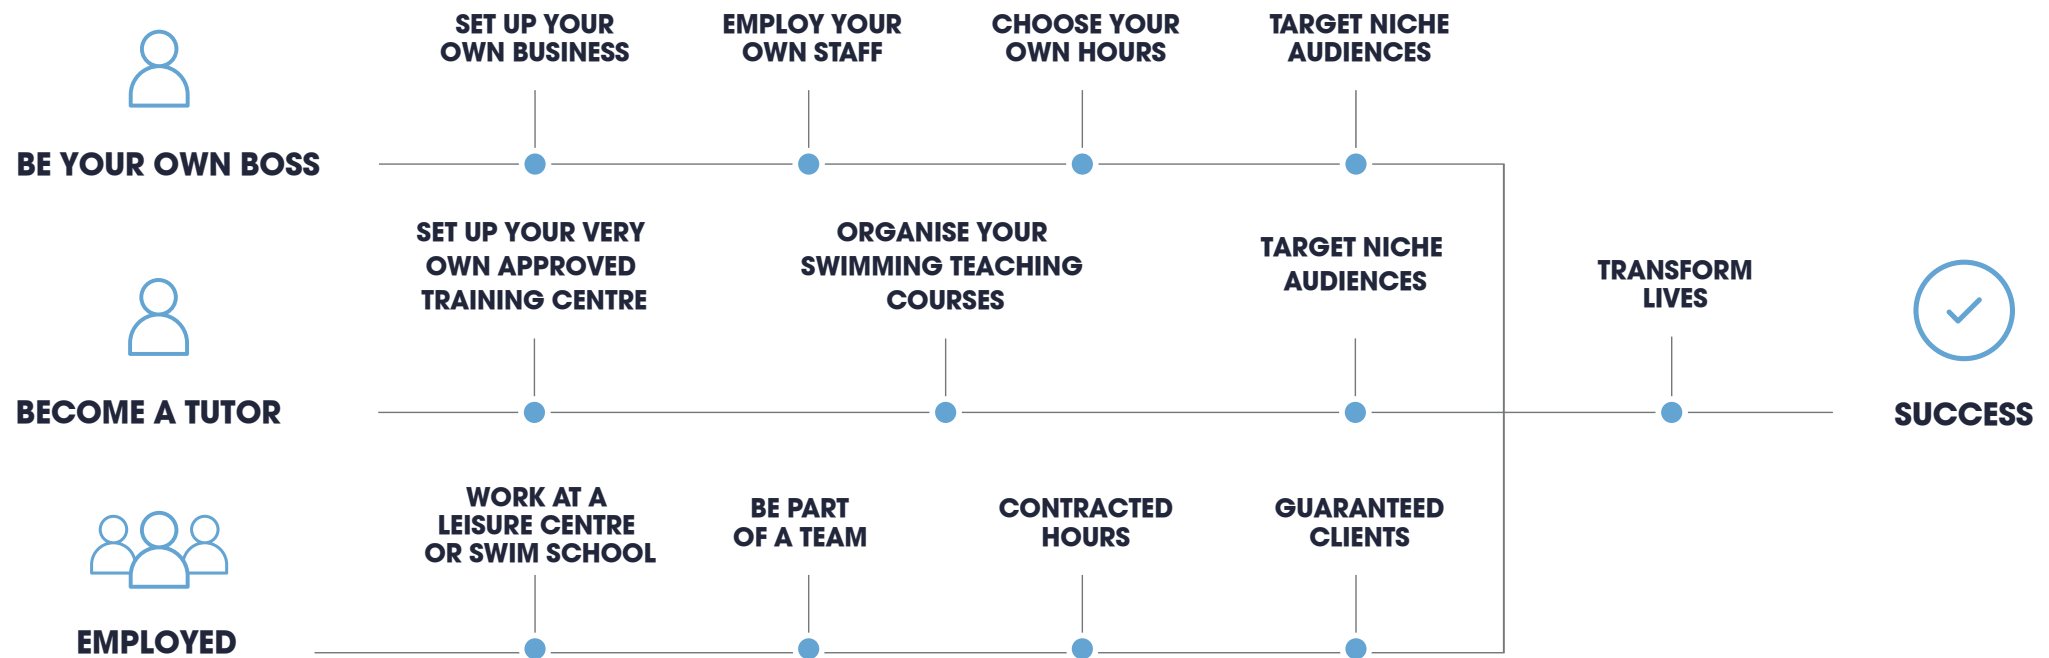 SET UP YOUR
OWN BUSINESS
EMPLOY YOUR
OWN STAFF
CHOOSE YOUR
OWN HOURS
TARGET NICHE
AUDIENCES
BE YOUR OWN BOSS
SET UP YOUR VERY
OWN APPROVED
TRAINING CENTRE
ORGANISE YOUR
SWIMMING TEACHING
COURSES
TARGET NICHE
AUDIENCES
TRANSFORM
LIVES
BECOME A TUTOR
SUCCESS
WORK AT A
LEISURE CENTRE
OR SWIM SCHOOL
BE PART
OF A TEAM
CONTRACTED
HOURS
GUARANTEED
CLIENTS
EMPLOYED